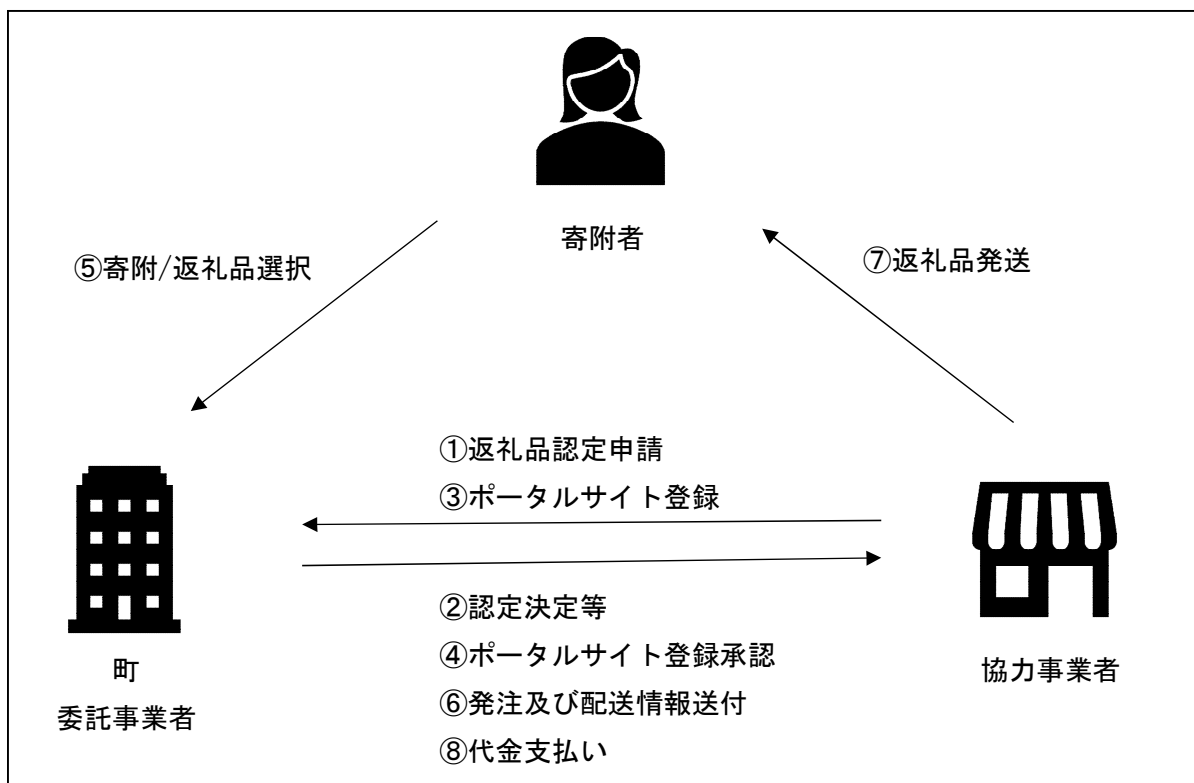 寄附者
⑤寄附/返礼品選択
⑦返礼品発送
①返礼品認定申請
③ポータルサイト登録
②認定決定等
④ポータルサイト登録承認
⑥発注及び配送情報送付
⑧代金支払い
町
委託事業者
協力事業者